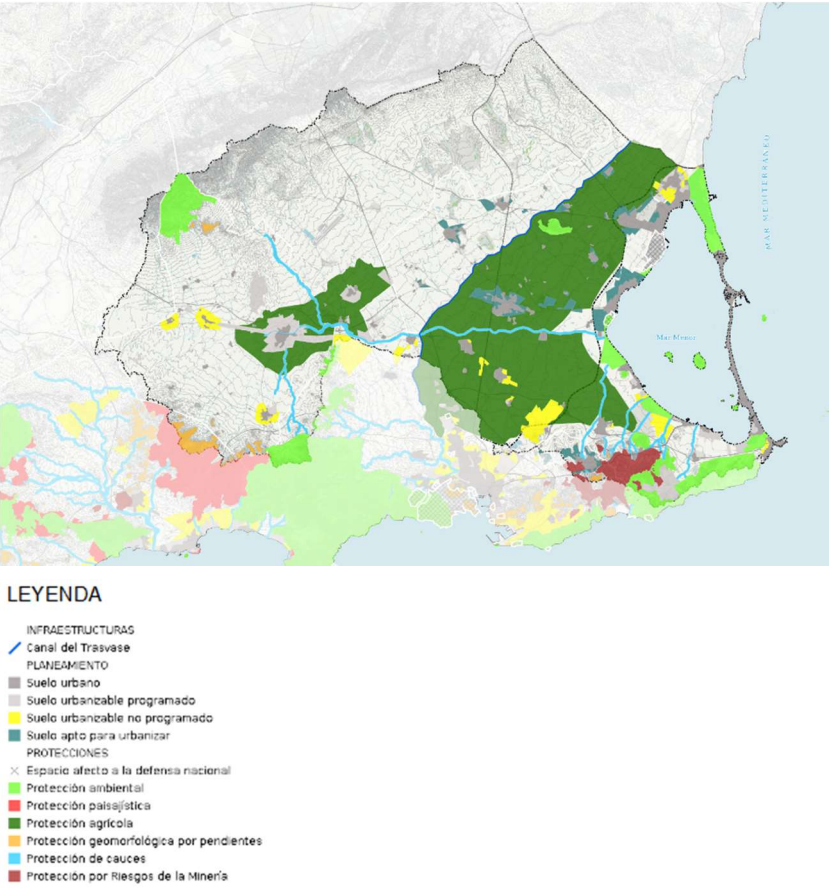 MAR MEDITERRÁNEO
Mar Menor
LEYENDA
INFRAESTRUCTURAS
Canal del Trasvase
PLANEAMIENTO
Suelo urbano
Suelo urbanizable programado
Suelo urbanizable no programado
Suelo apto para urbanizar
PROTECCIONES
Espacio afecto a la defensa nacional
Protección ambiental
Protección paisajística
Protección agrícola
Protección geomorfológica por pendientes
Protección de cauces
Protección por Riesgos de la Minería